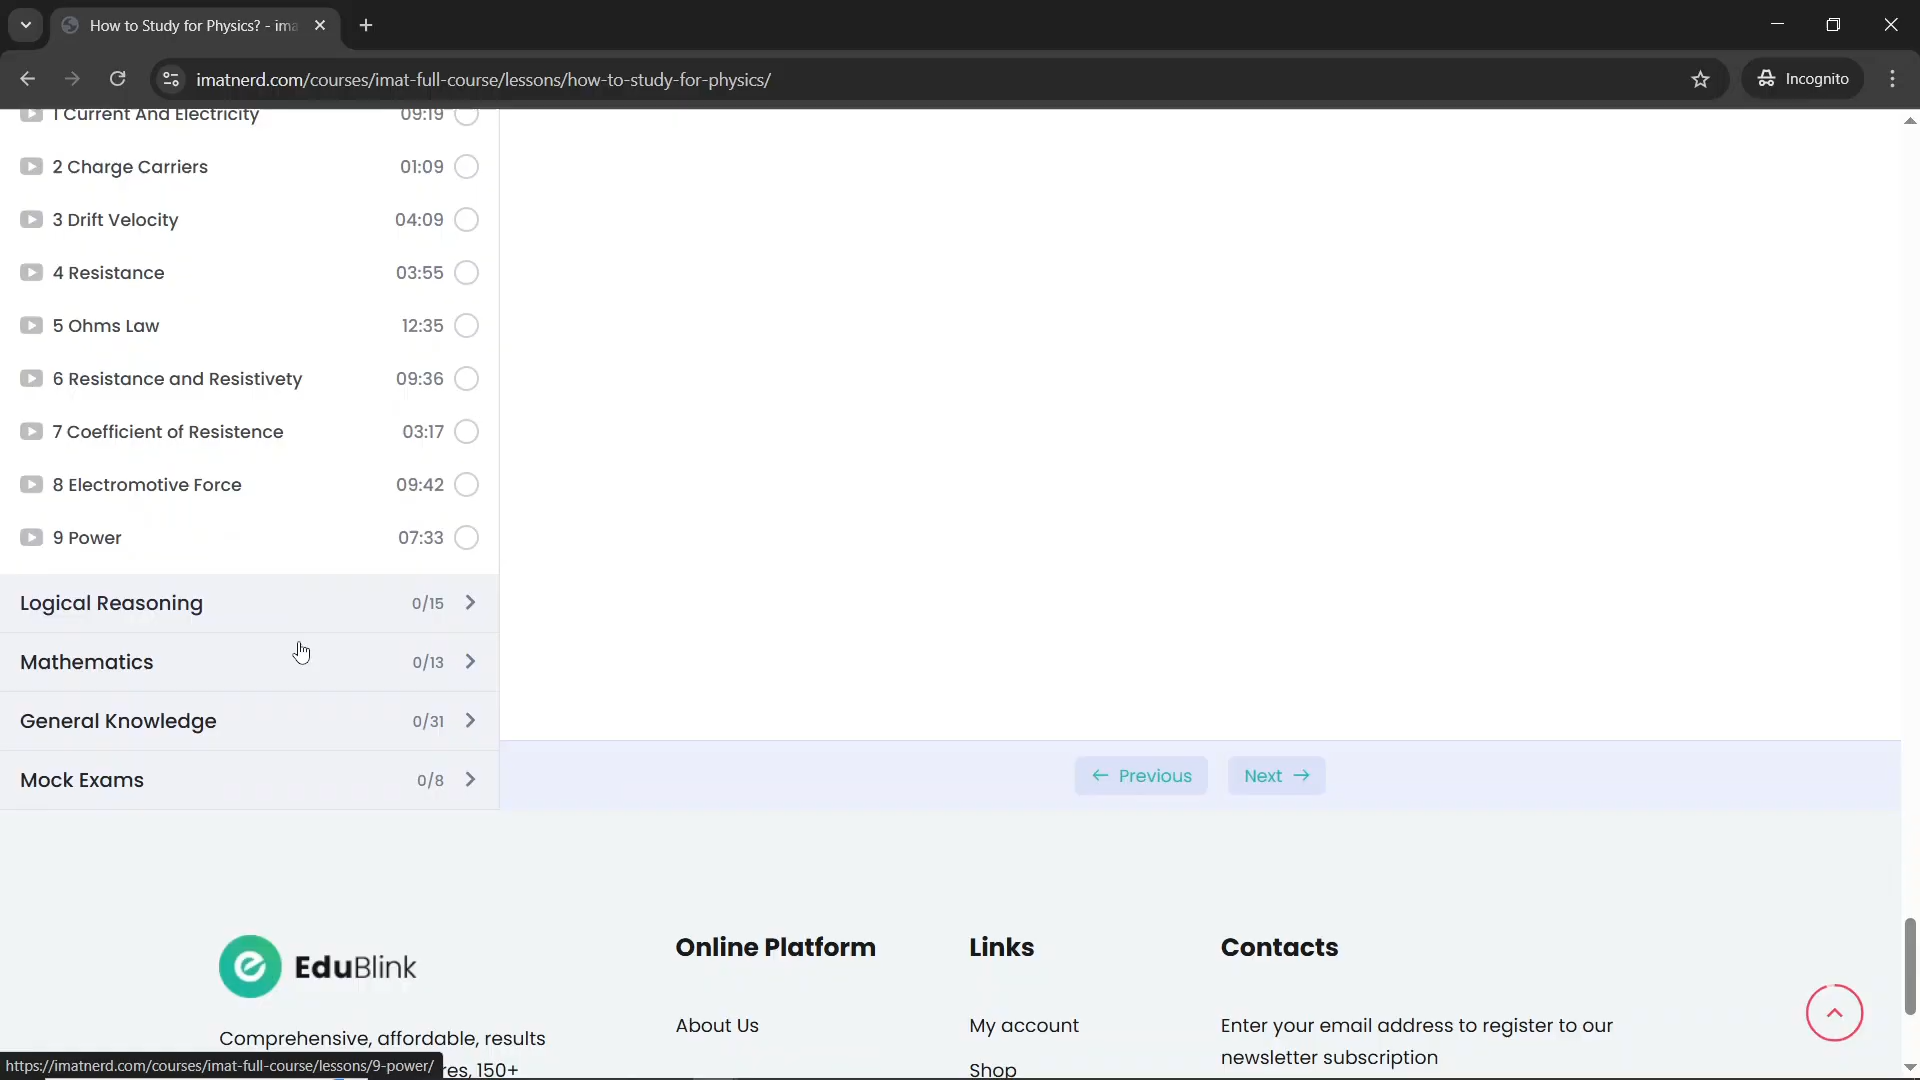 How to Study for Physics? - ima
imatnerd.com/courses/imat-full-course/lessons/how-to-study-for-physics/
Incognito
1 Current And Electricity 09:19
2 Charge Carriers 01:09
3 Drift Velocity 04:09
4 Resistance 03:55
5 Ohms Law 12:35
6 Resistance and Resistivety 09:36
7 Coefficient of Resistence 03:17
8 Electromotive Force 09:42
9 Power 07:33
Logical Reasoning 0/15
Mathematics 0/13
General Knowledge 0/31
Mock Exams 0/8
← Previous Next →
EduBlink
Comprehensive, affordable, results
res, 150+
Online Platform
About Us
Links
My account
Shop
Contacts
Enter your email address to register to our
newsletter subscription
https://imatnerd.com/courses/imat-full-course/lessons/9-power/